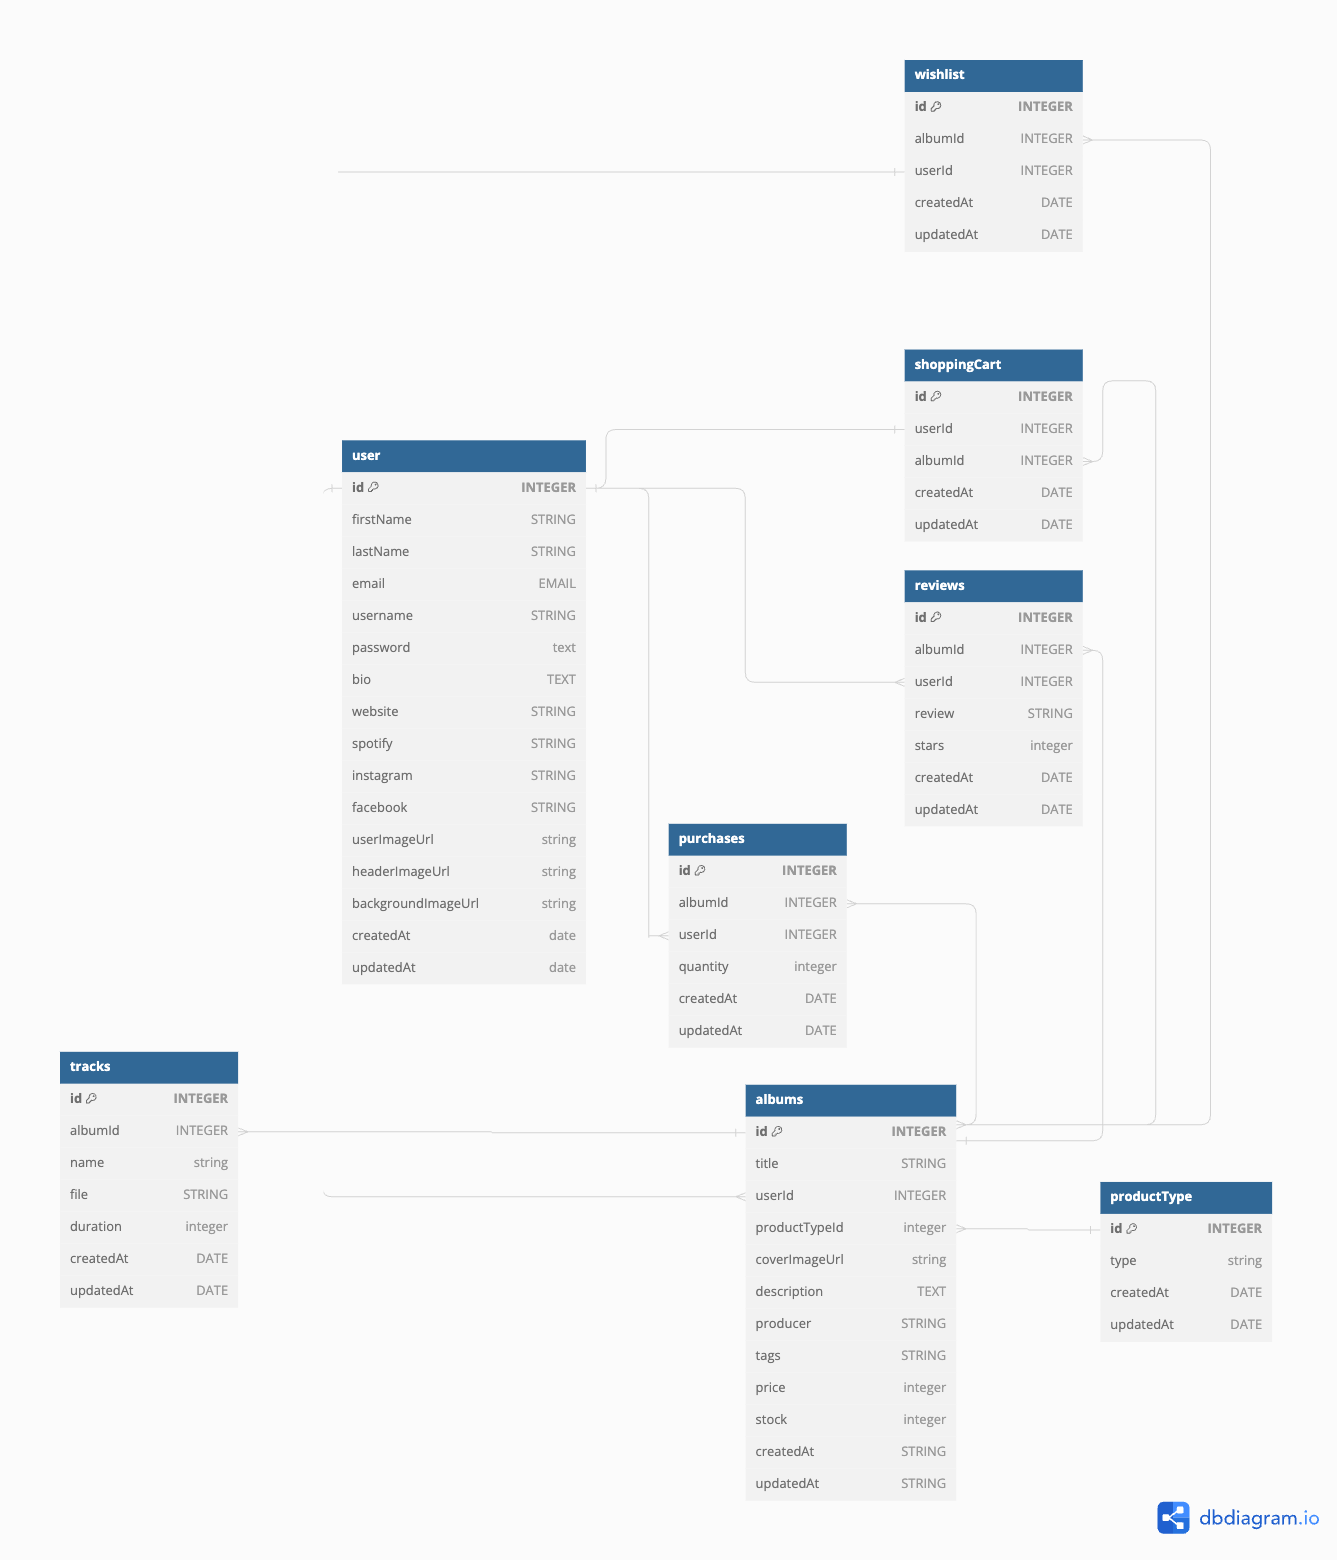 wishlist
id INTEGER
albumId INTEGER
userId INTEGER
createdAt DATE
updatedAt DATE
shoppingCart
id INTEGER
userId INTEGER
albumId INTEGER
createdAt DATE
updatedAt DATE
user
id INTEGER
firstName STRING
lastName STRING
email EMAIL
username STRING
password text
bio TEXT
website STRING
spotify STRING
instagram STRING
facebook STRING
userImageUrl string
headerImageUrl string
backgroundImageUrl string
createdAt date
updatedAt date
reviews
id INTEGER
albumId INTEGER
userId INTEGER
review STRING
stars integer
createdAt DATE
updatedAt DATE
purchases
id INTEGER
albumId INTEGER
userId INTEGER
quantity integer
createdAt DATE
updatedAt DATE
tracks
id INTEGER
albumId INTEGER
name string
file STRING
duration integer
createdAt DATE
updatedAt DATE
albums
id INTEGER
title STRING
userId INTEGER
productTypeId integer
coverImageUrl string
description TEXT
producer STRING
tags STRING
price integer
stock integer
createdAt STRING
updatedAt STRING
productType
id INTEGER
type string
createdAt DATE
updatedAt DATE
dbdiagram.io